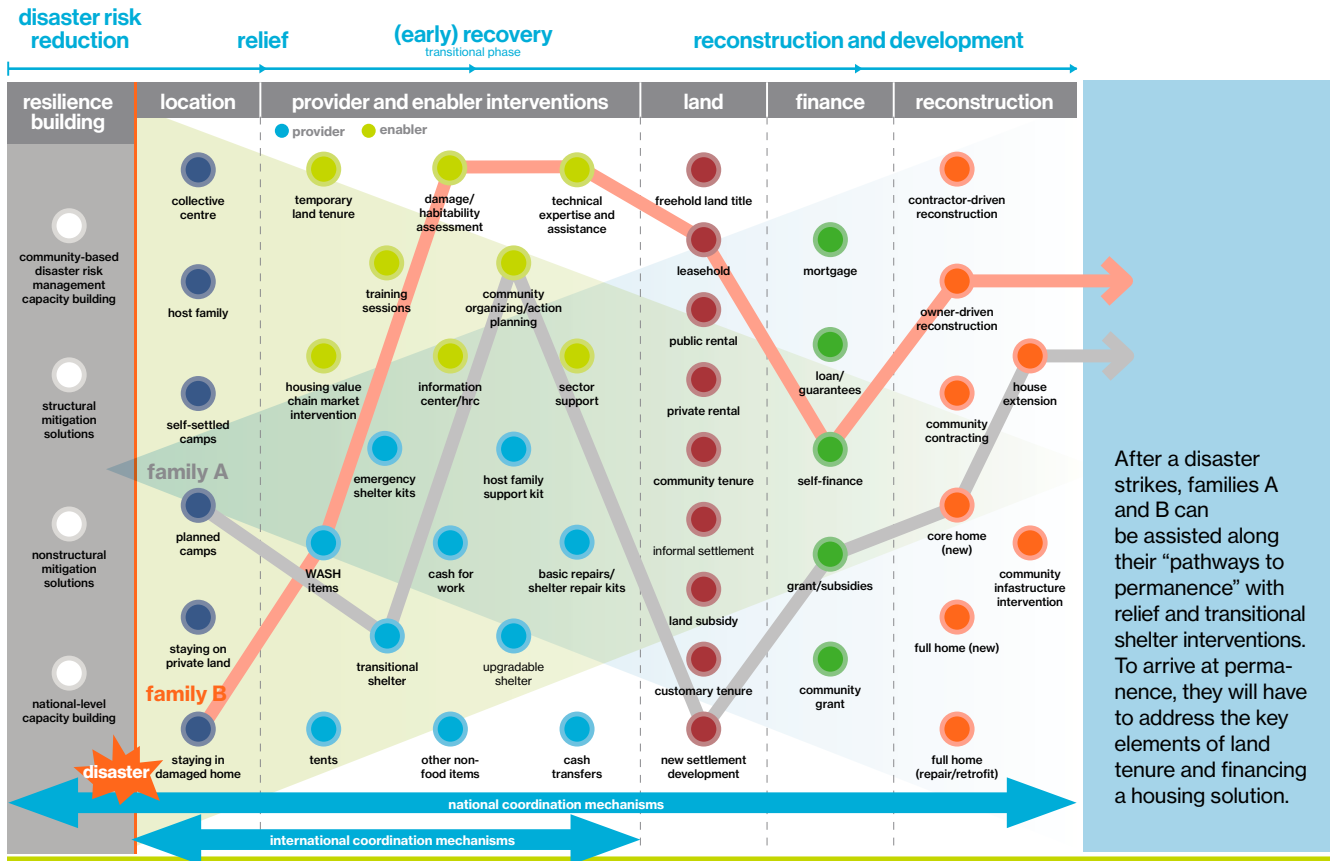 disaster risk
reduction
relief
(early) recovery
transitional phase
reconstruction and development
resilience
building
location
provider and enabler interventions
land
finance
reconstruction
provider
enabler
community-based
disaster risk
management
capacity building
structural
mitigation
solutions
nonstructural
mitigation
solutions
national-level
capacity building
disaster
collective
centre
host family
self-settled
camps
family A
planned
camps
staying on
private land
family B
staying in
damaged home
temporary
land tenure
damage/
habitability
assessment
technical
expertise and
assistance
training
sessions
community
organizing/action
planning
housing value
chain market
intervention
information
center/hrc
sector
support
emergency
shelter kits
host family
support kit
WASH
items
cash for
work
basic repairs/
shelter repair kits
transitional
shelter
upgradable
shelter
tents
other non-
food items
cash
transfers
freehold land title
leasehold
public rental
private rental
community tenure
informal settlement
land subsidy
customary tenure
new settlement
development
mortgage
loan/
guarantees
self-finance
grant/subsidies
community
grant
contractor-driven
reconstruction
owner-driven
reconstruction
house
extension
community
contracting
core home
(new)
community
infastructure
intervention
full home (new)
full home
(repair/retrofit)
national coordination mechanisms
international coordination mechanisms
After a disaster
strikes, families A
and B can
be assisted along
their “pathways to
permanence” with
relief and transitional
shelter interventions.
To arrive at perma-
nence, they will have
to address the key
elements of land
tenure and financing
a housing solution.